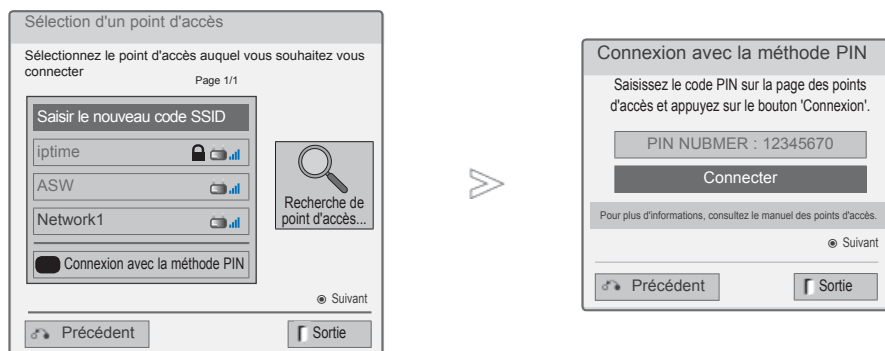 Sélection d'un point d'accès
Sélectionnez le point d'accès auquel vous souhaitez vous
connecter
Page 1/1
Saisir le nouveau code SSID
iptime
ASW
Network1
Connexion avec la méthode PIN
Recherche de
point d'accès...
Suivant
Précédent
Sortie
Connexion avec la méthode PIN
Saisissez le code PIN sur la page des points
d'accès et appuyez sur le bouton 'Connexion'.
PIN NUBMER : 12345670
Connecter
Pour plus d'informations, consultez le manuel des points d'accès.
Suivant
Précédent
Sortie